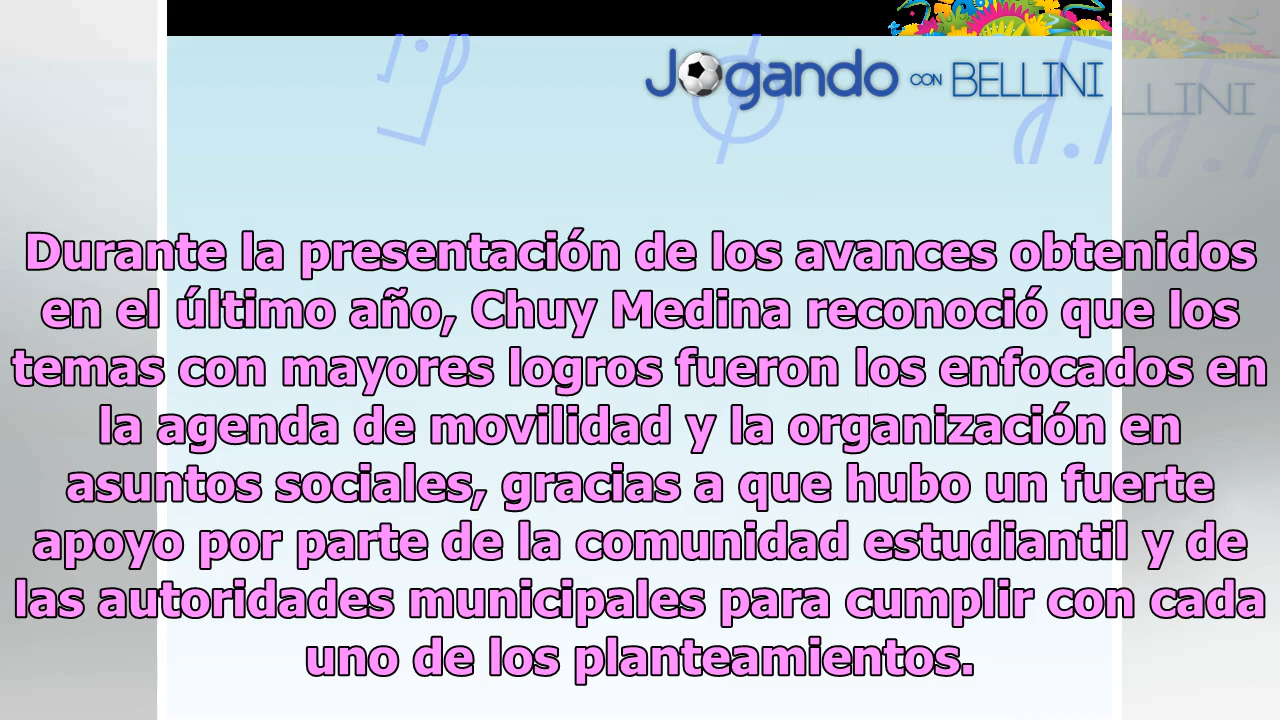 Jogando CON BELLINI
LLINI
Durante la presentación de los avances obtenidos
en el último año, Chuy Medina reconoció que los
temas con mayores logros fueron los enfocados en
la agenda de movilidad y la organización en
asuntos sociales, gracias a que hubo un fuerte
apoyo por parte de la comunidad estudiantil y de
las autoridades municipales para cumplir con cada
uno de los planteamientos.